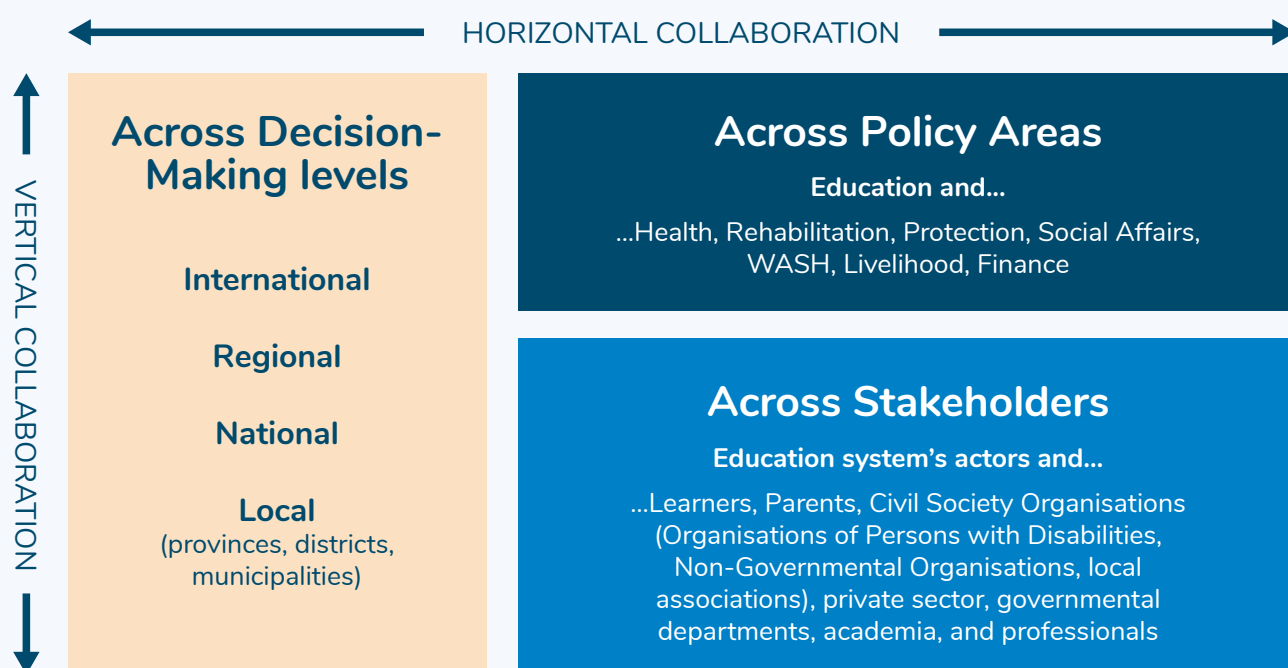 HORIZONTAL COLLABORATION
VERTICAL COLLABORATION
Across Decision-
Making levels
International
Regional
National
Local
(provinces, districts,
municipalities)
Across Policy Areas
Education and...
...Health, Rehabilitation, Protection, Social Affairs,
WASH, Livelihood, Finance
Across Stakeholders
Education system’s actors and...
...Learners, Parents, Civil Society Organisations
(Organisations of Persons with Disabilities,
Non-Governmental Organisations, local
associations), private sector, governmental
departments, academia, and professionals